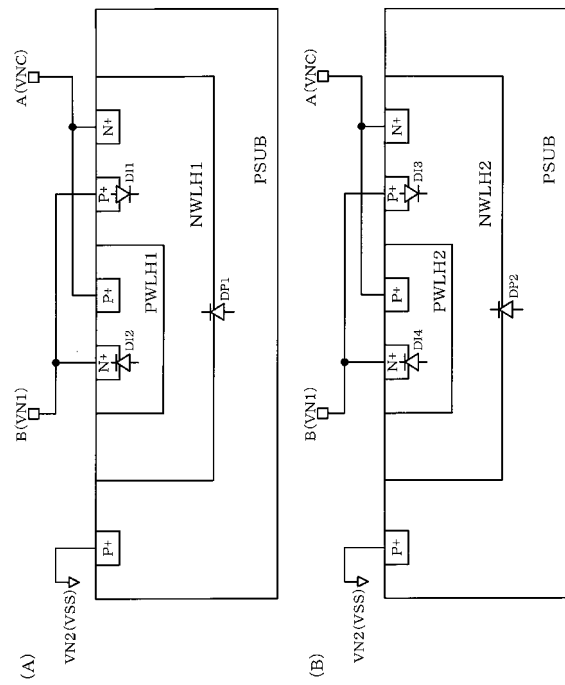 (A)
VN2(VSS)
B(VN1)
A(VNC)
P+
N+
P+
P+
N+
DI2
DI1
PWLH1
NWLH1
DP1
PSUB
(B)
VN2(VSS)
B(VN1)
A(VNC)
P+
N+
P+
P+
N+
DI4
DI3
PWLH2
NWLH2
DP2
PSUB